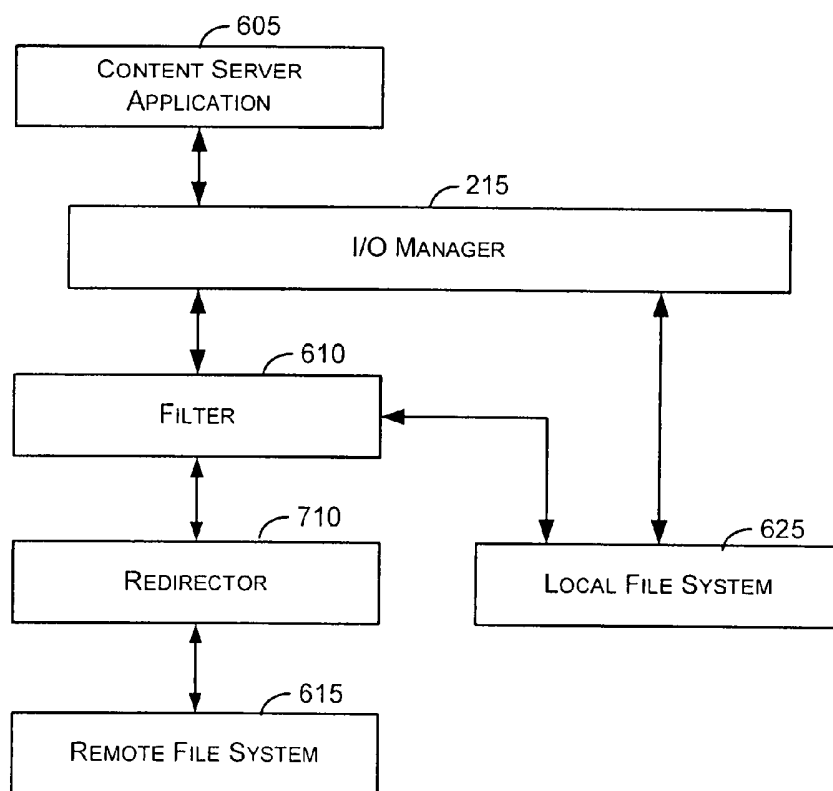 605
CONTENT SERVER
APPLICATION
215
I/O MANAGER
610
FILTER
710
REDIRECTOR
625
LOCAL FILE SYSTEM
615
REMOTE FILE SYSTEM